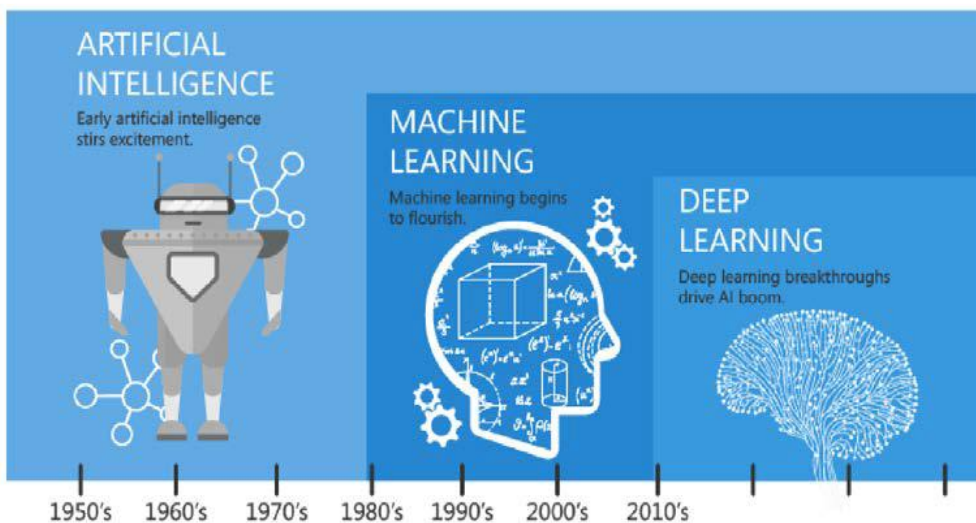 ARTIFICIAL
INTELLIGENCE
Early artificial intelligence
stirs excitement.
MACHINE
LEARNING
Machine learning begins
to flourish.
DEEP
LEARNING
Deep learning breakthroughs
drive AI boom.
1950's 1960's 1970's 1980's 1990's 2000's 2010's